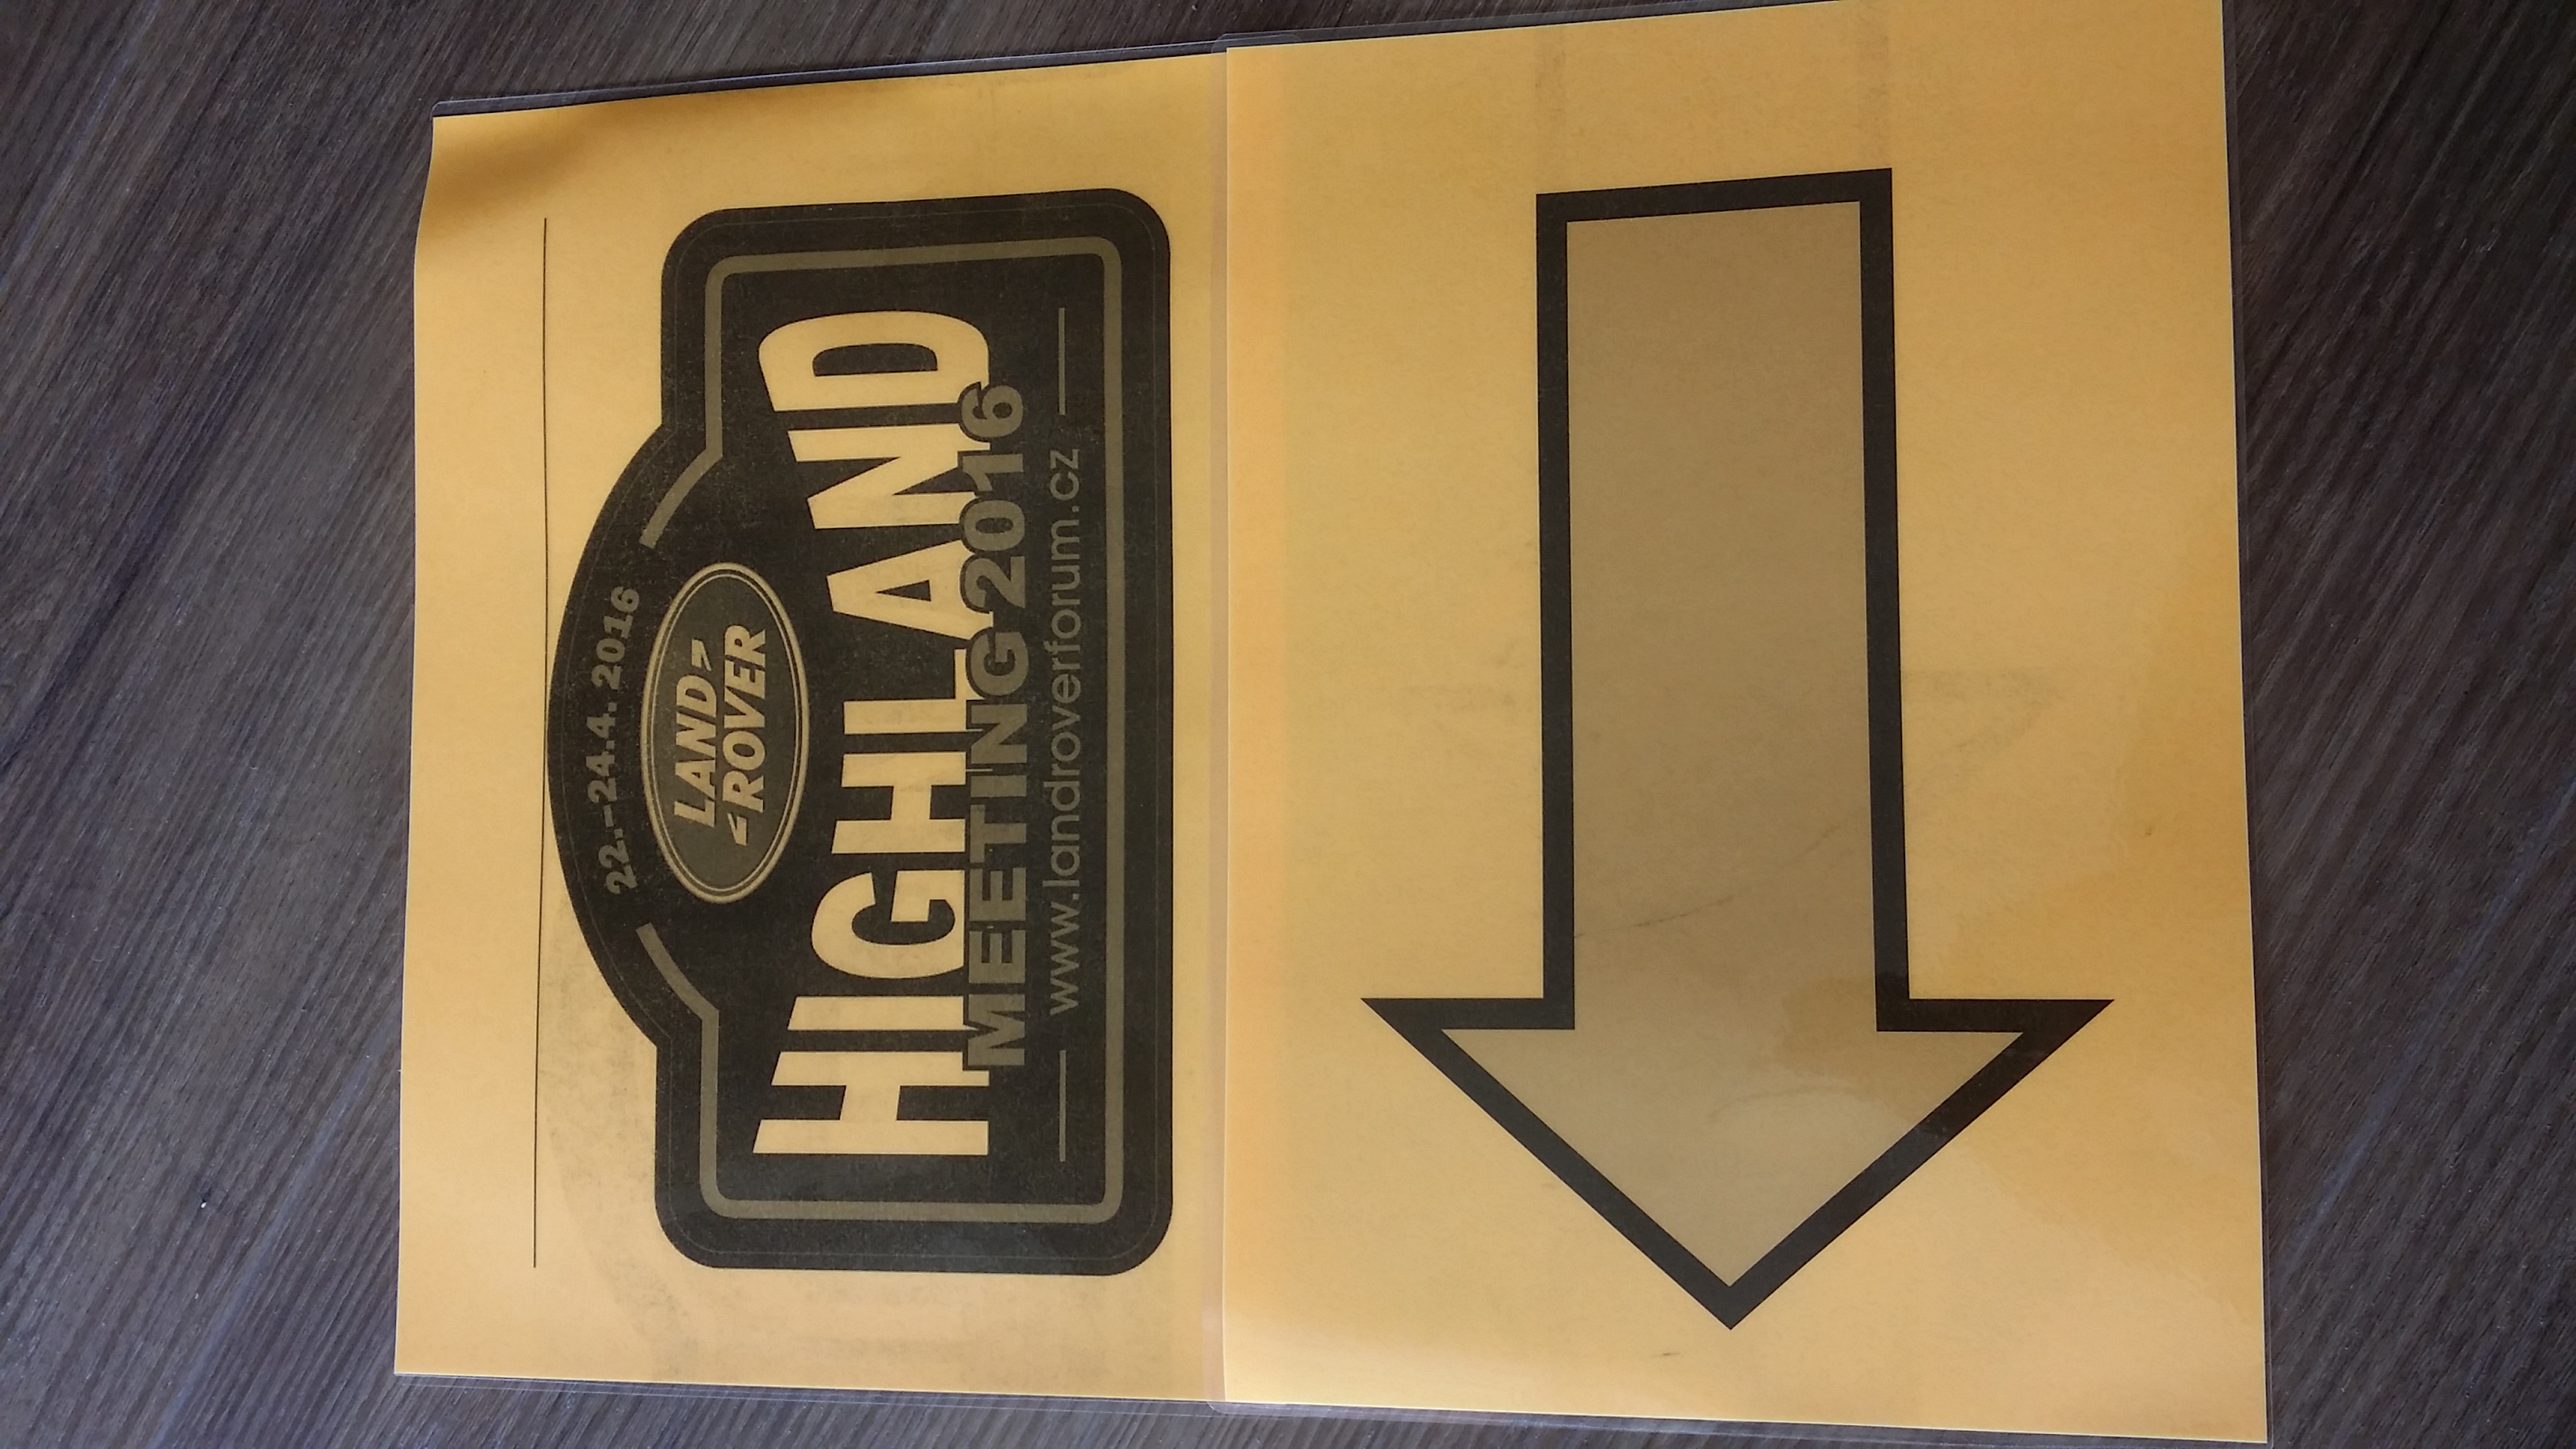 22.–24.4. 2016
LAND
ROVER
HIGHLAND
MEETING 2016
www.landroverforum.cz